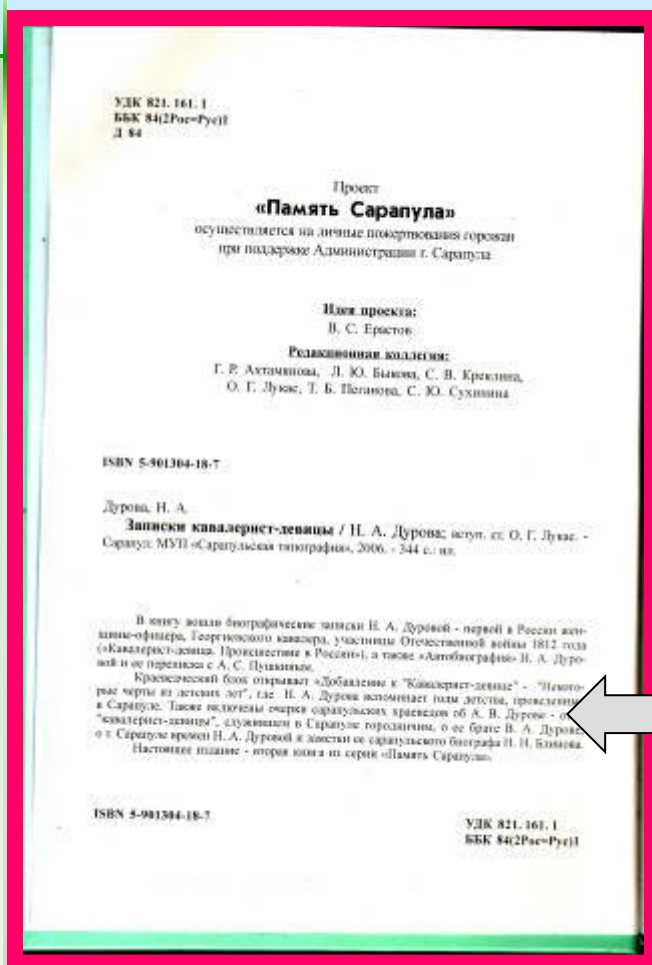 УДК 821. 161. 1
ББК 84(2Рос=Рус)1
Д 84
Проект
«Память Сарапула»
осуществляется на личные пожертвования горожан
при поддержке Администрации г. Сарапула
Идея проекта:
В. С. Ерастов
Редакционная коллегия:
Г. Р. Ахтамянова, Л. Ю. Быкова, С. В. Креклина,
О. Г. Лукас, Т. Б. Пеганова, С. Ю. Сухинина
ISBN 5-901304-18-7
Дурова, Н. А.
Записки кавалерист-девицы / Н. А. Дурова; вступ. ст. О. Г. Лукас. -
Сарапул: МУП «Сарапульская типография», 2006. - 344 с.: ил.
В книгу вошли биографические записки Н. А. Дуровой - первой в России жен-
щины-офицера, Георгиевского кавалера, участницы Отечественной войны 1812 года
(«Кавалерист-девица. Происшествие в России»), а также «Автобиография» Н. А. Дуро-
вой и ее переписка с А. С. Пушкиным.
Краеведческий блок открывает «Добавление к "Кавалерист-девице" - "Некото-
рые черты из детских лет", где Н. А. Дурова вспоминает годы детства, проведенные
в Сарапуле. Также включены очерки сарапульских краеведов об А. В. Дурове -
"кавалерист-девицы", служившем в Сарапуле городничим, о ее брате В. А. Дурове,
о г. Сарапуле времен Н. А. Дуровой и заметки ее сарапульского биографа Н. Н. Блинова.
Настоящее издание - вторая книга из серии «Память Сарапула».
ISBN 5-901304-18-7
УДК 821. 161. 1
ББК 84(2Рос=Рус)1